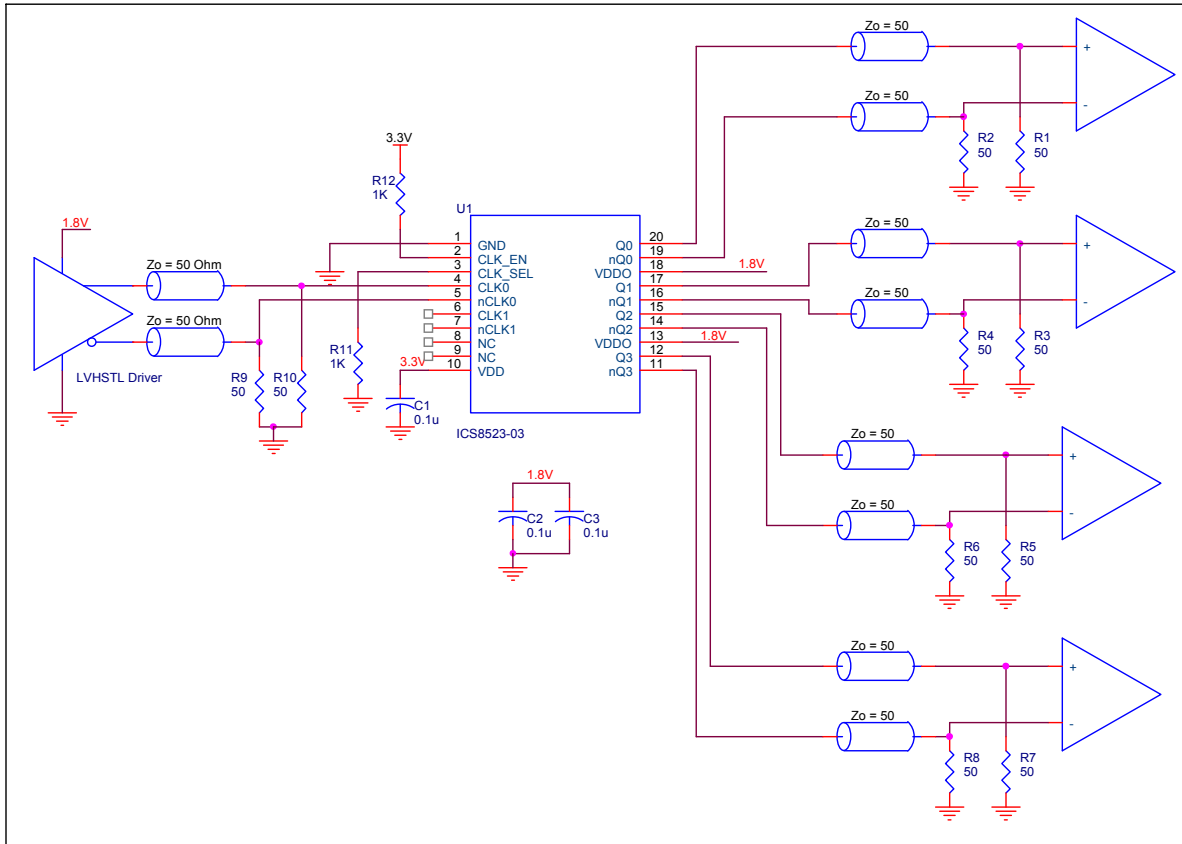 1.8V
Zo = 50 Ohm
Zo = 50 Ohm
LVHSTL Driver
R9
50
R10
50
3.3V
R12
1K
R11
1K
3.3V
C1
0.1u
U1
1 GND
2 CLK_EN
3 CLK_SEL
4 CLK0
5 nCLK0
6 CLK1
7 nCLK1
8 NC
9 NC
10 VDD
20 Q0
19 nQ0
18 VDDO
17 Q1
16 nQ1
15 Q2
14 nQ2
13 VDDO
12 Q3
11 nQ3
ICS8523-03
1.8V
1.8V
1.8V
C2
0.1u
C3
0.1u
Zo = 50
Zo = 50
R2
50
R1
50
+
-
Zo = 50
Zo = 50
R4
50
R3
50
+
-
Zo = 50
Zo = 50
R6
50
R5
50
+
-
Zo = 50
Zo = 50
R8
50
R7
50
+
-